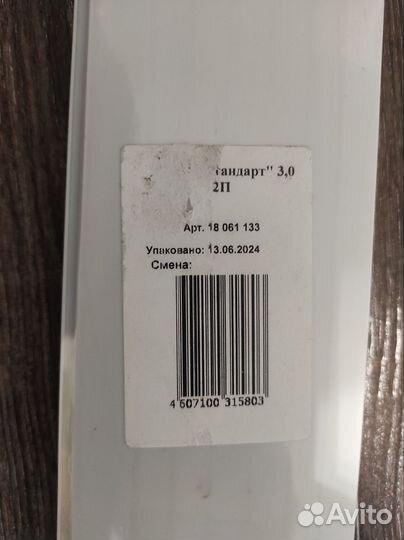 тандарт" 3,0
2П
Арт. 18 061 133
Упаковано: 13.06.2024
Смена:
4 607100 315803
Avito